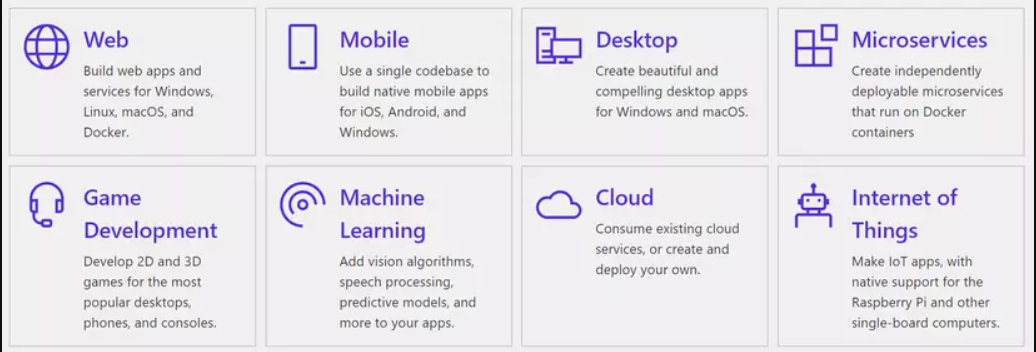 Web
Build web apps and
services for Windows,
Linux, macOS, and
Docker.
Mobile
Use a single codebase to
build native mobile apps
for iOS, Android, and
Windows.
Desktop
Create beautiful and
compelling desktop apps
for Windows and macOS.
Microservices
Create independently
deployable microservices
that run on Docker
containers
Game
Development
Develop 2D and 3D
games for the most
popular desktops,
phones, and consoles.
Machine
Learning
Add vision algorithms,
speech processing,
predictive models, and
more to your apps.
Cloud
Consume existing cloud
services, or create and
deploy your own.
Internet of
Things
Make IoT apps, with
native support for the
Raspberry Pi and other
single-board computers.